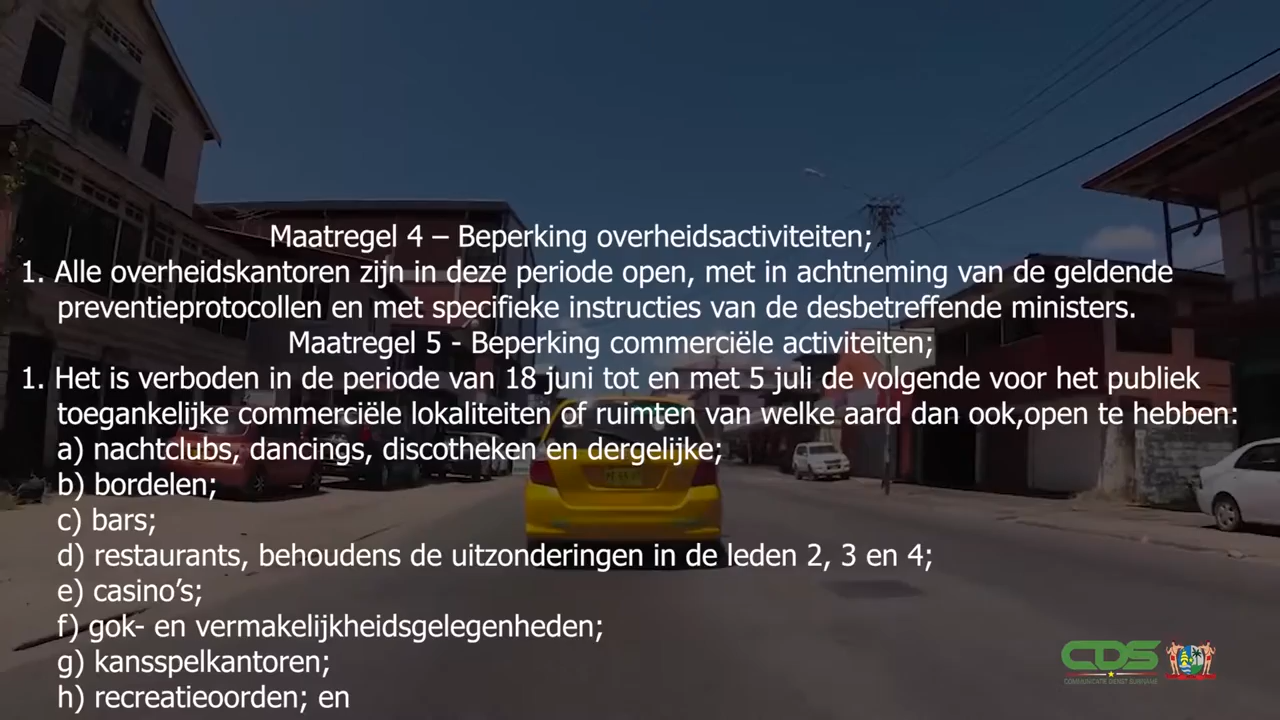 Maatregel 4 – Beperking overheidsactiviteiten;
1. Alle overheidskantoren zijn in deze periode open, met in achtneming van de geldende
preventieprotocollen en met specifieke instructies van de desbetreffende ministers.
Maatregel 5 - Beperking commerciële activiteiten;
1. Het is verboden in de periode van 18 juni tot en met 5 juli de volgende voor het publiek
toegankelijke commerciële lokaliteiten of ruimten van welke aard dan ook,open te hebben:
a) nachtclubs, dancings, discotheken en dergelijke;
b) bordelen;
c) bars;
d) restaurants, behoudens de uitzonderingen in de leden 2, 3 en 4;
e) casino’s;
f) gok- en vermakelijkheidsgelegenheden;
g) kansspelkantoren;
h) recreatieoorden; en
CDS
COMMUNICATIE DIENST SURINAME